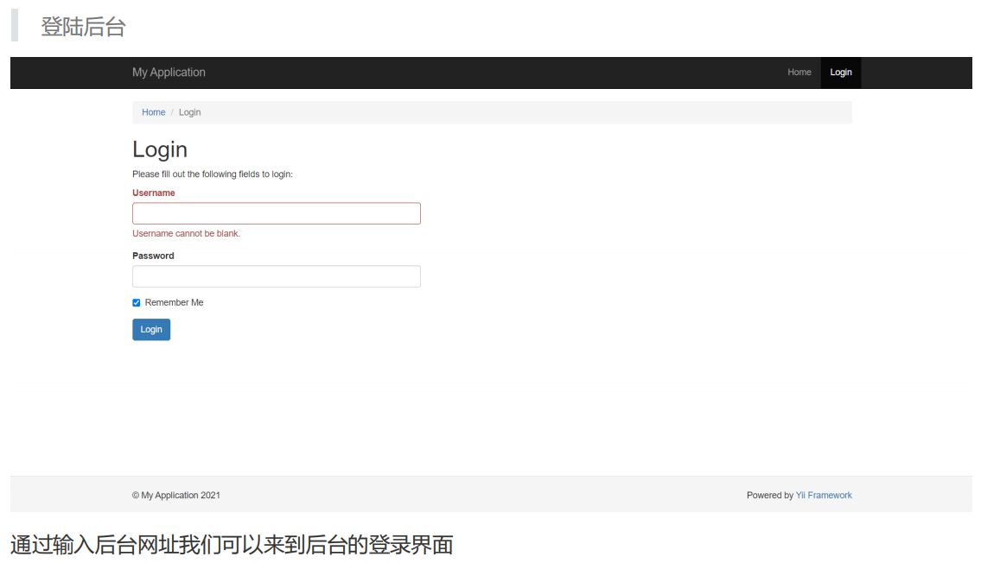 登陆后台
My Application Home Login
Home / Login
Login
Please fill out the following fields to login:
Username
Username cannot be blank.
Password
Remember Me
Login
© My Application 2021 Powered by Yii Framework
通过输入后台网址我们可以来到后台的登录界面